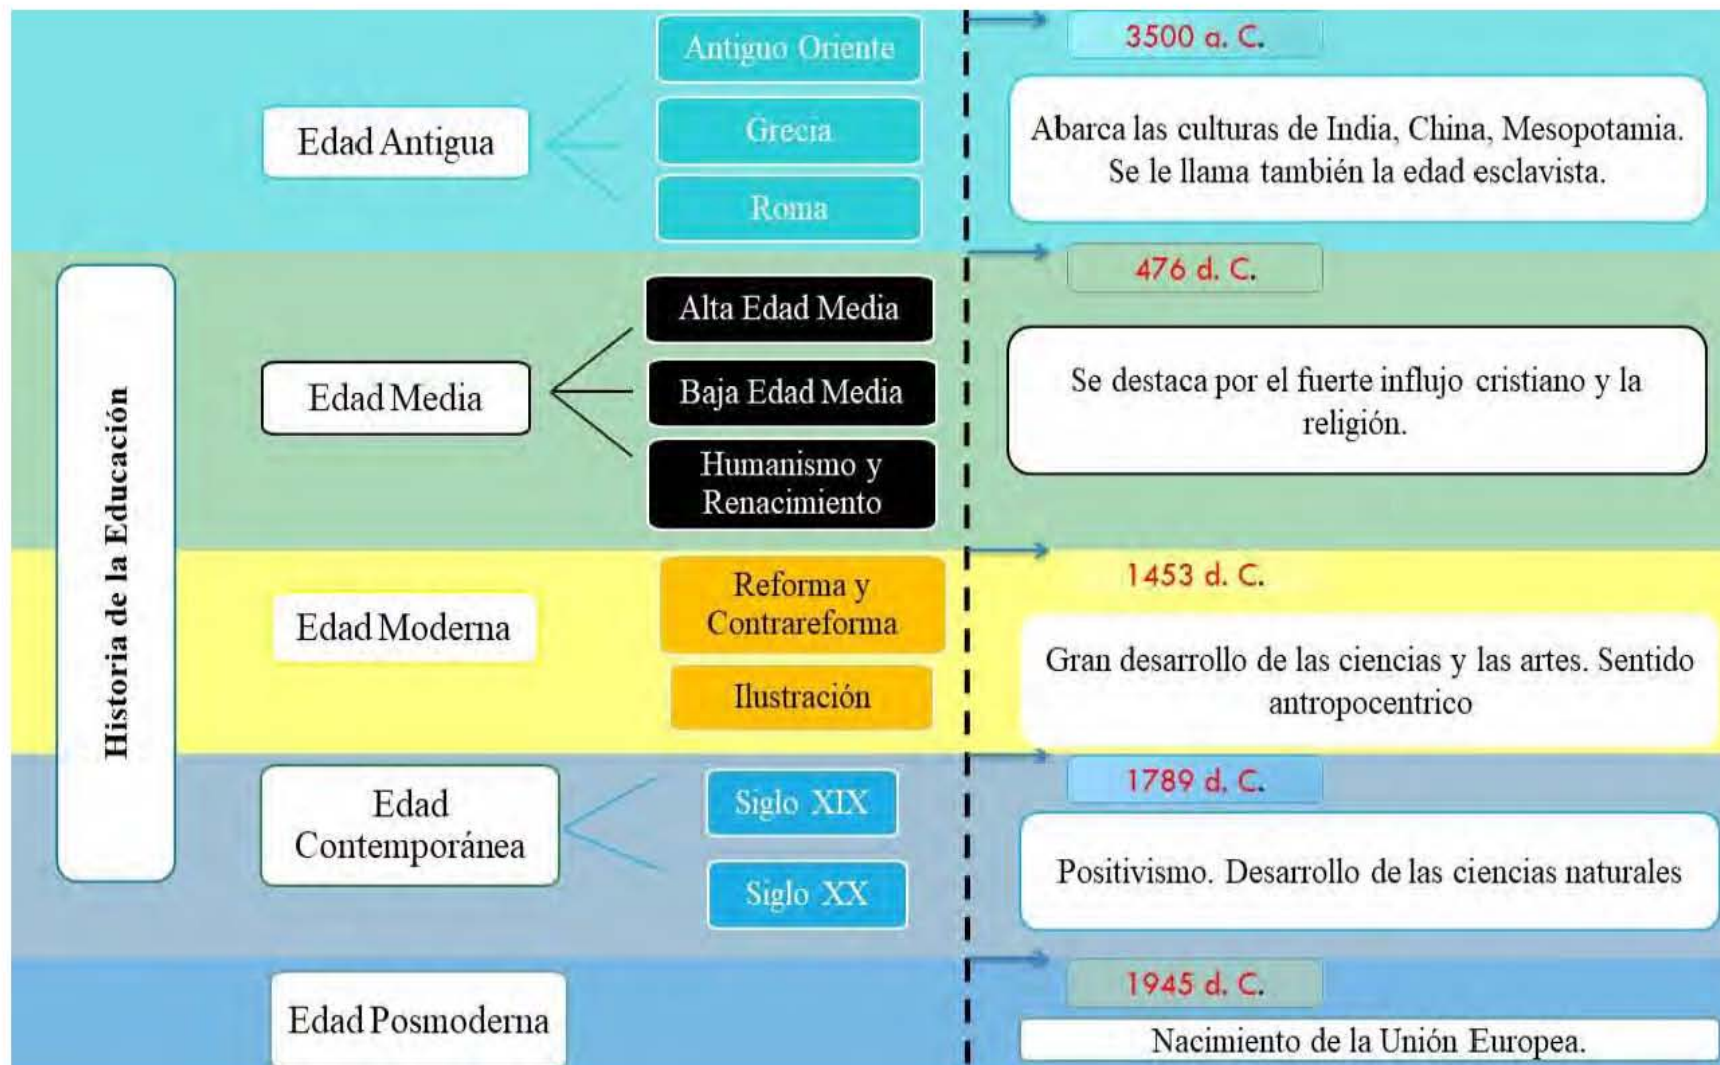 Historia de la Educación
Edad Antigua
Antiguo Oriente
Grecia
Roma
3500 a. C.
Abarca las culturas de India, China, Mesopotamia.
Se le llama también la edad esclavista.
Edad Media
Alta Edad Media
Baja Edad Media
Humanismo y
Renacimiento
476 d. C.
Se destaca por el fuerte influjo cristiano y la
religión.
Edad Moderna
Reforma y
Contrareforma
Ilustración
1453 d. C.
Gran desarrollo de las ciencias y las artes. Sentido
antropocentrico
Edad
Contemporánea
Siglo XIX
Siglo XX
1789 d. C.
Positivismo. Desarrollo de las ciencias naturales
Edad Posmoderna
1945 d. C.
Nacimiento de la Unión Europea.